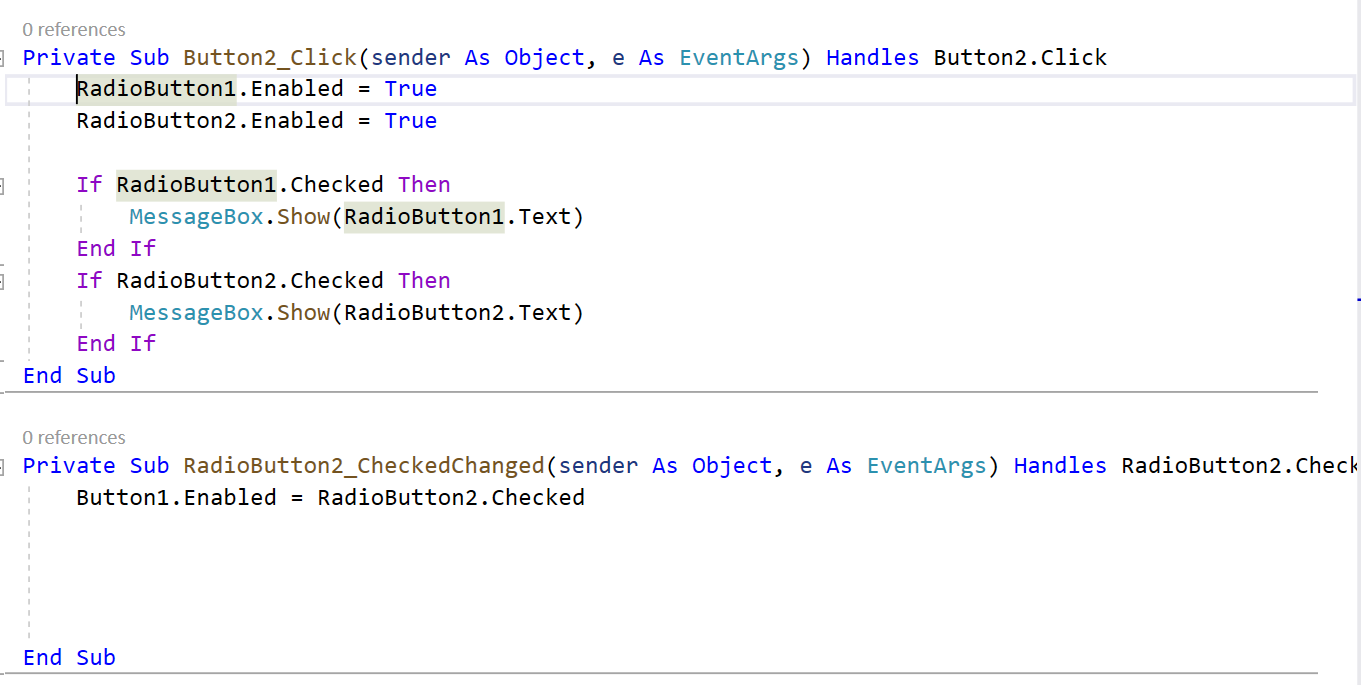 0 references
Private Sub Button2_Click(sender As Object, e As EventArgs) Handles Button2.Click
RadioButton1.Enabled = True
RadioButton2.Enabled = True
If RadioButton1.Checked Then
MessageBox.Show(RadioButton1.Text)
End If
If RadioButton2.Checked Then
MessageBox.Show(RadioButton2.Text)
End If
End Sub
0 references
Private Sub RadioButton2_CheckedChanged(sender As Object, e As EventArgs) Handles RadioButton2.Check
Button1.Enabled = RadioButton2.Checked
End Sub